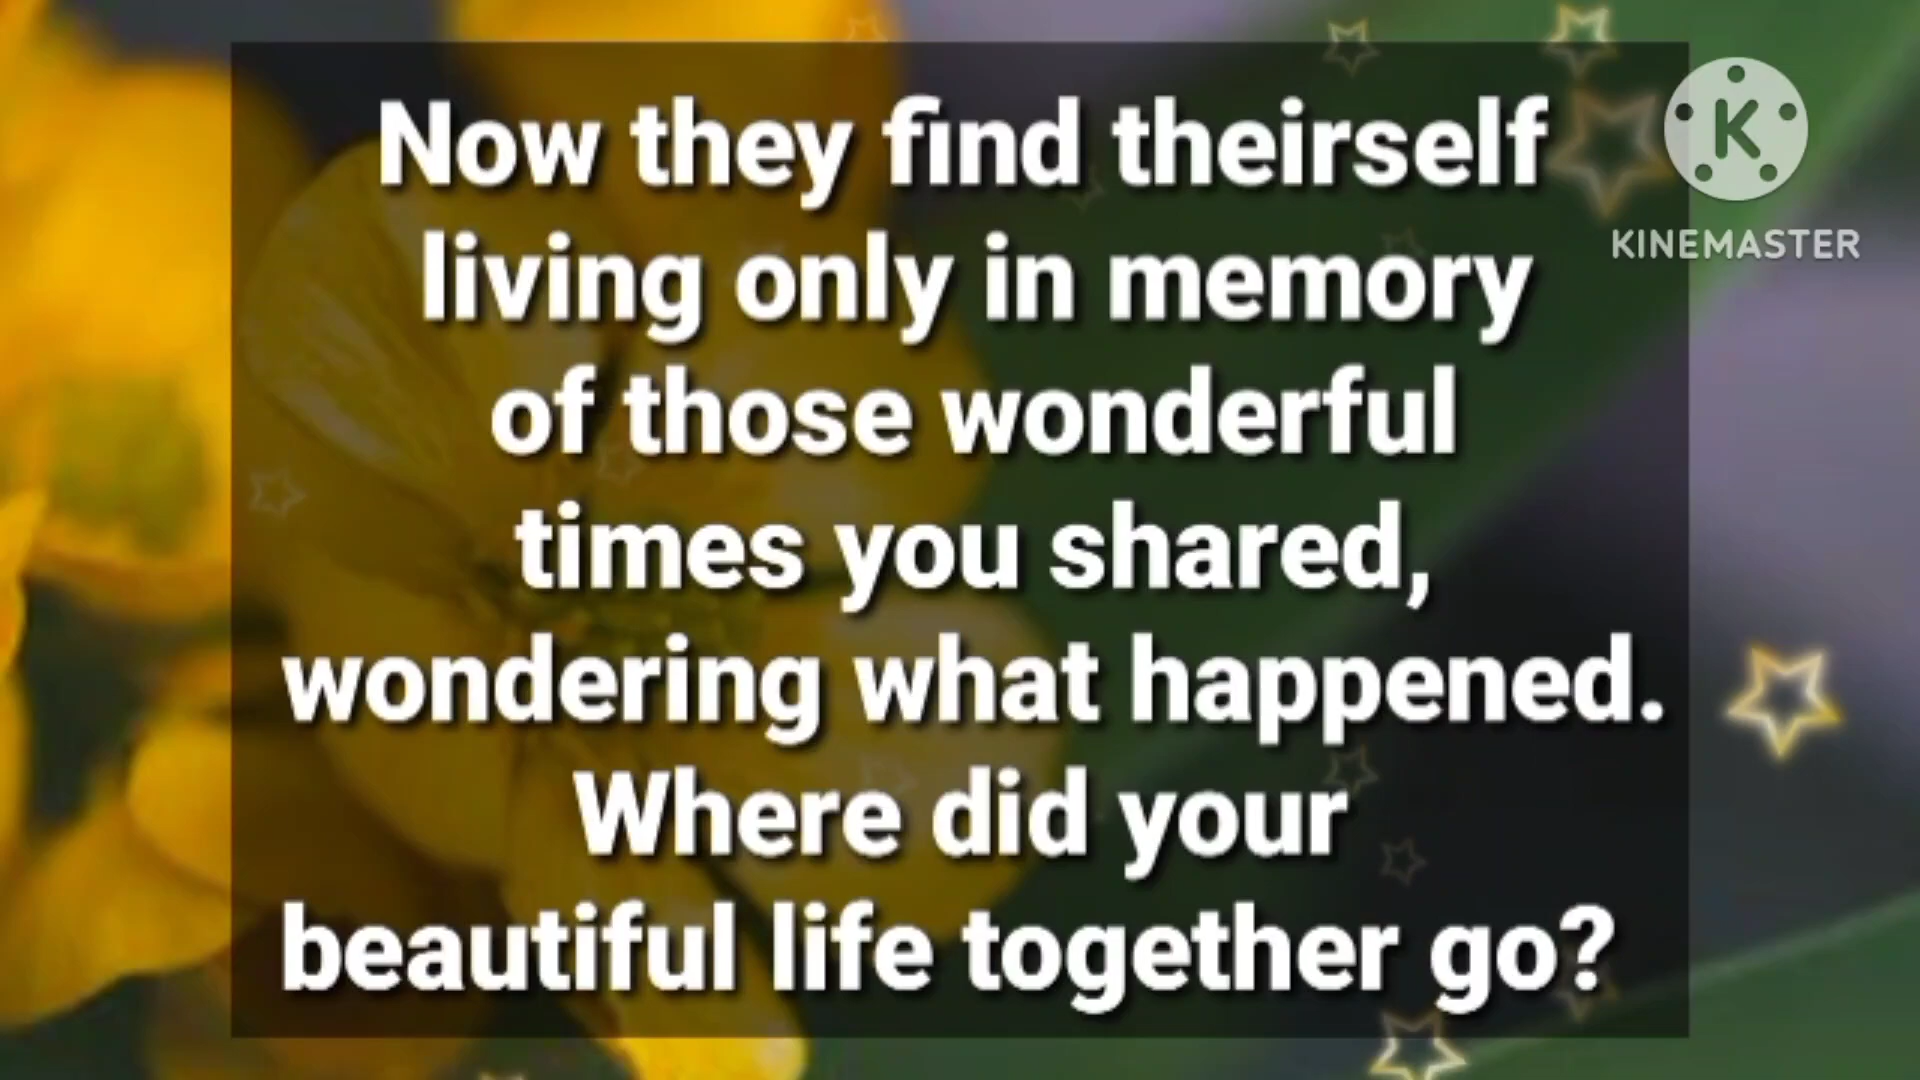 Now they find theirself
living only in memory
of those wonderful
times you shared,
wondering what happened.
Where did your
beautiful life together go?
K
KINEMASTER